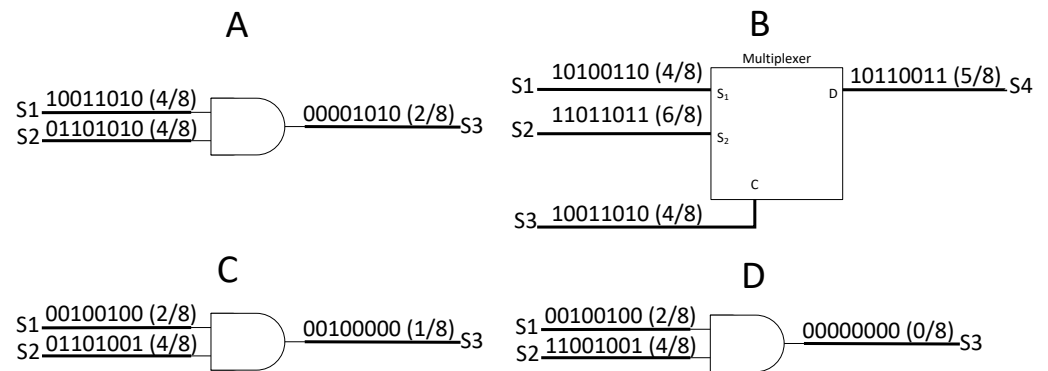 A
S1 10011010 (4/8)
S2 01101010 (4/8)
00001010 (2/8) S3
B
Multiplexer
S1 10100110 (4/8)
S2 11011011 (6/8)
S3 10011010 (4/8)
S1
S2
C
D
10110011 (5/8) S4
C
S1 00100100 (2/8)
S2 01101001 (4/8)
00100000 (1/8) S3
D
S1 00100100 (2/8)
S2 11001001 (4/8)
00000000 (0/8) S3